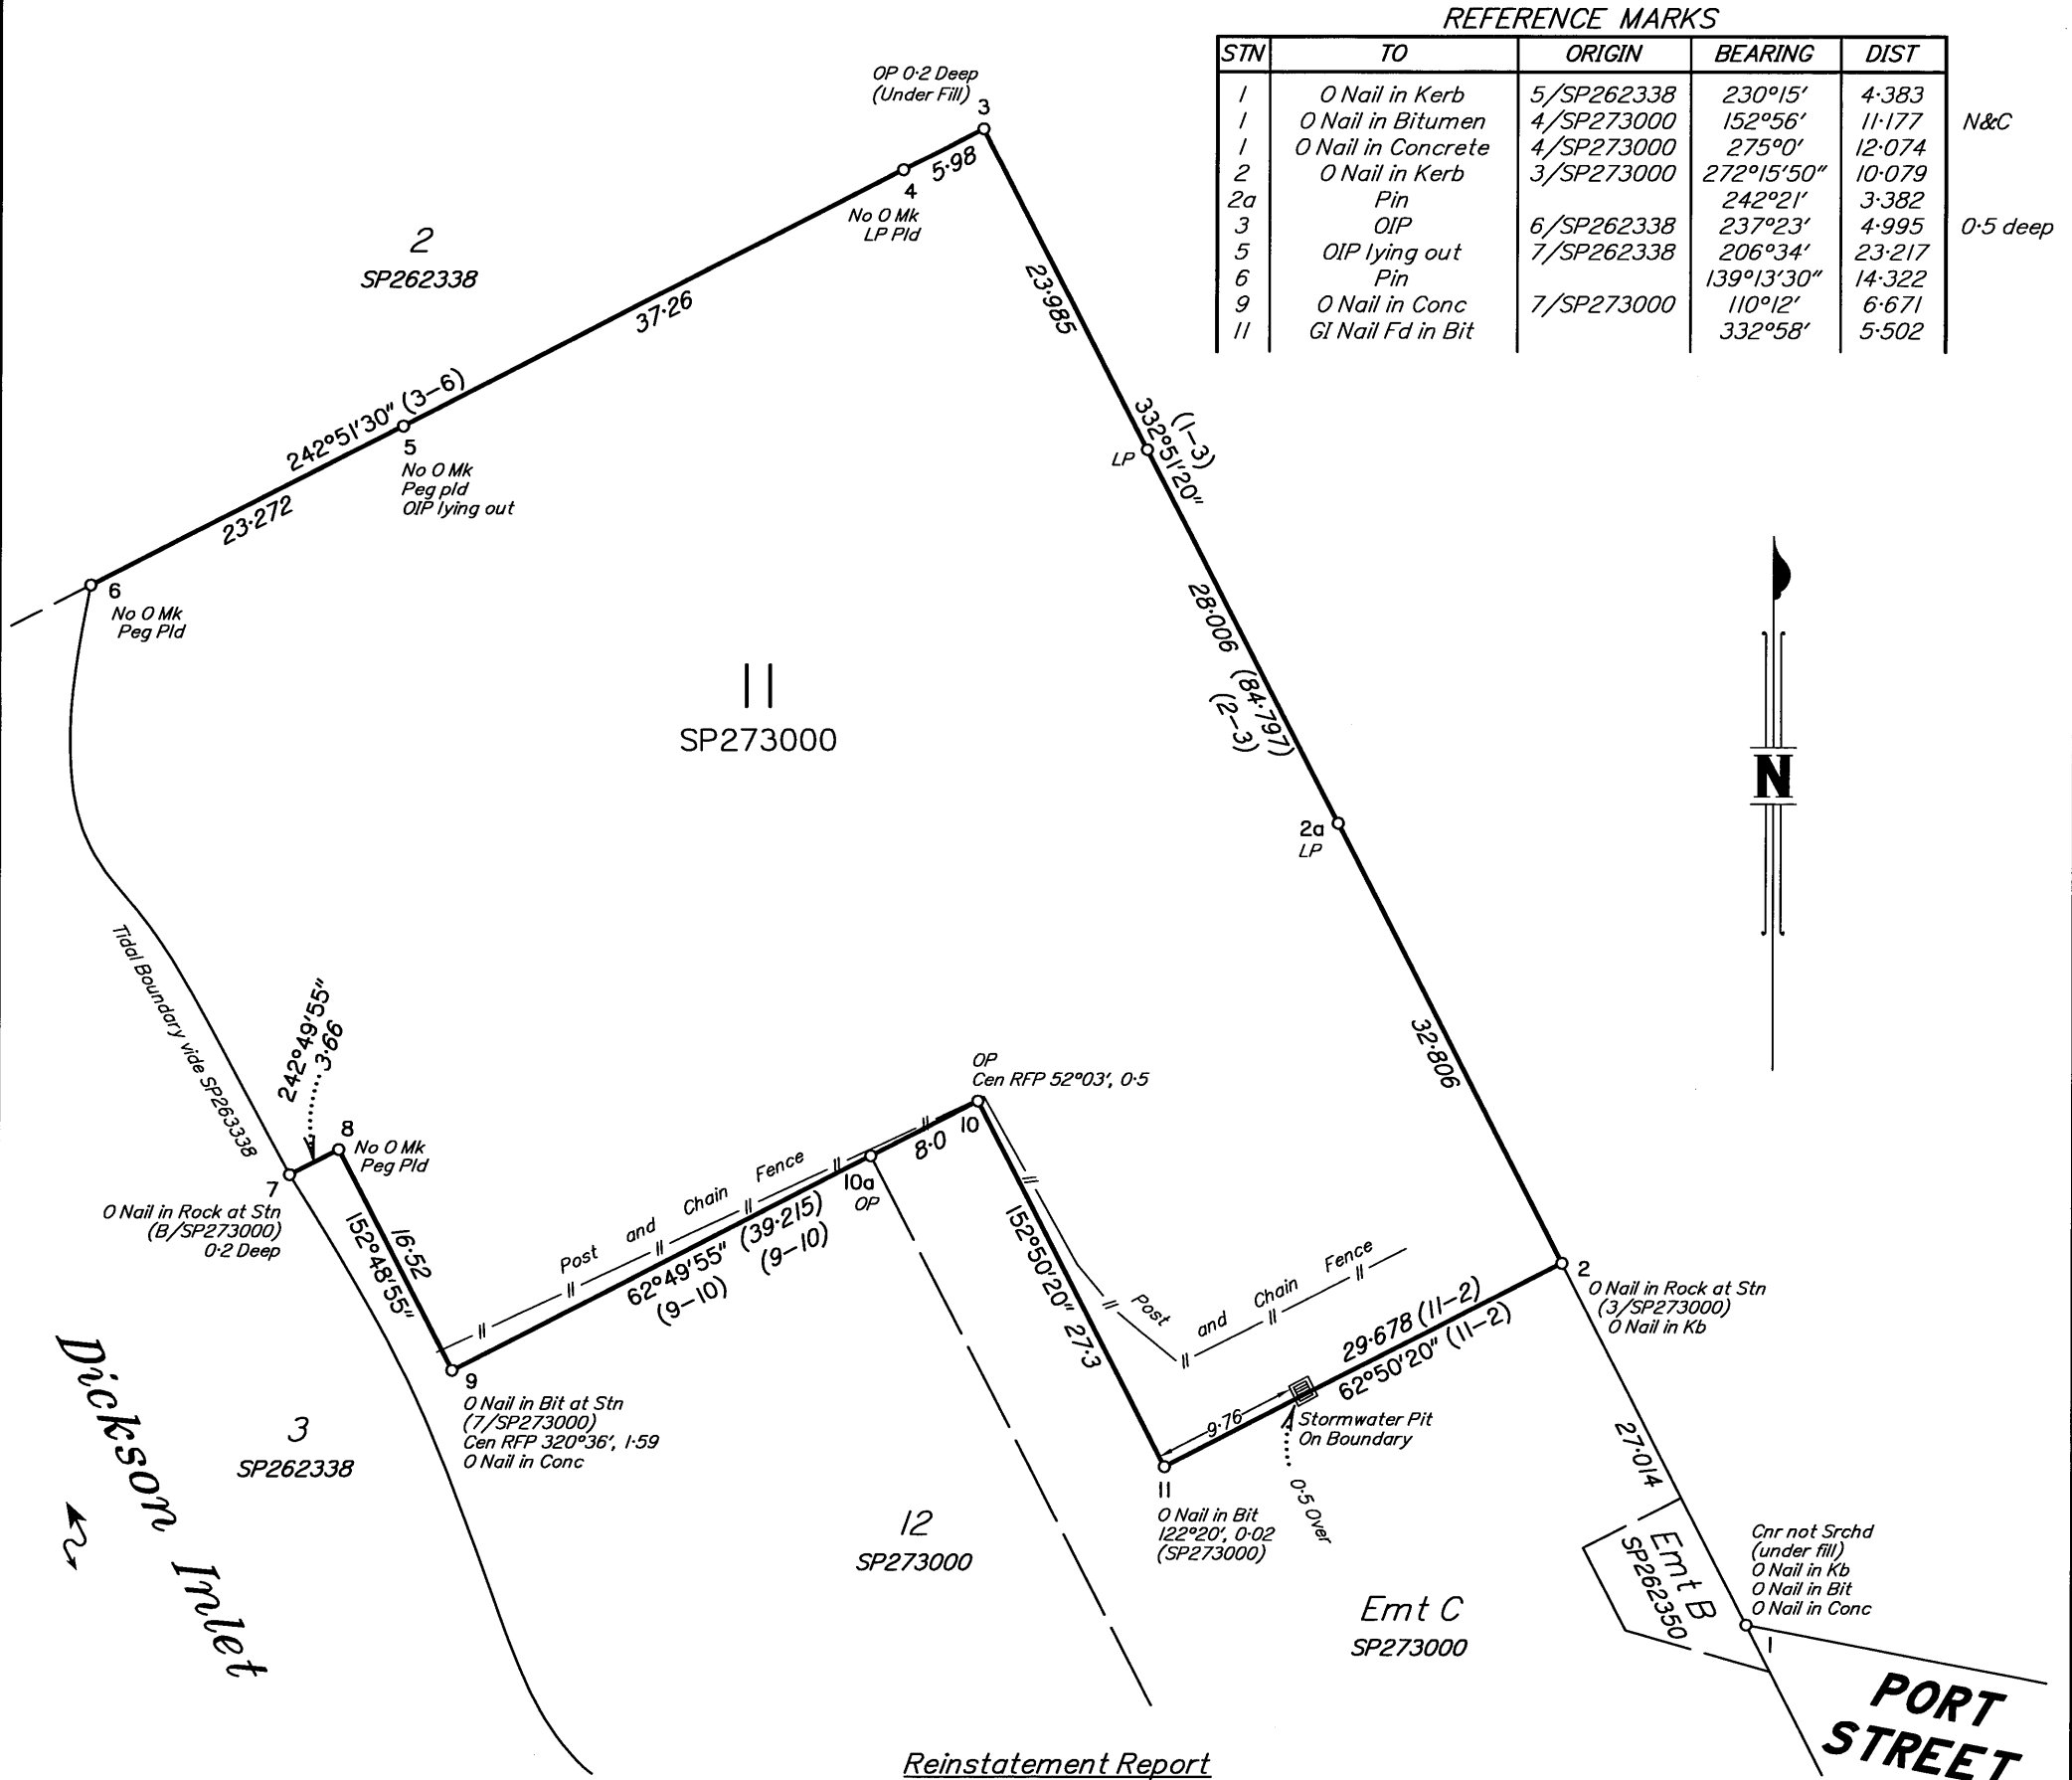 REFERENCE MARKS
STN TO ORIGIN BEARING DIST
1 O Nail in Kerb 5/SP262338 230°15' 4·383
1 O Nail in Bitumen 4/SP273000 152°56' 11·177 N&C
1 O Nail in Concrete 4/SP273000 275°0' 12·074
2 O Nail in Kerb 3/SP273000 272°15'50" 10·079
2a Pin 242°21' 3·382
3 OIP 6/SP262338 237°23' 4·995 0·5 deep
5 OIP lying out 7/SP262338 206°34' 23·217
6 Pin 139°13'30" 14·322
9 O Nail in Conc 7/SP273000 110°12' 6·671
11 GI Nail Fd in Bit 332°58' 5·502
OP 0·2 Deep
(Under Fill)
3
5·98
4
No O Mk
LP Pld
2
SP262338
37·26
23·985
242°51'30" (3-6)
5
No O Mk
Peg pld
OIP lying out
23·272
6
No O Mk
Peg Pld
(1-3)
332°51'20"
LP
28·006 (84·797)
(2-3)
11
SP273000
N
2a
LP
32·806
Tidal Boundary vide SP263338
242°49'55"
3·66
8
No O Mk
Peg Pld
7
O Nail in Rock at Stn
(B/SP273000)
0·2 Deep
16·52
152°48'55"
OP
Cen RFP 52°03', 0·5
10
8·0
10a
OP
Post and Chain Fence
62°49'55" (39·215)
(9-10) (9-10)
152°50'20" 27·3
Post and Chain Fence
2
O Nail in Rock at Stn
(3/SP273000)
O Nail in Kb
29·678 (11-2)
62°50'20" (11-2)
9·76
Stormwater Pit
On Boundary
0·5 Over
9
O Nail in Bit at Stn
(7/SP273000)
Cen RFP 320°36', 1·59
O Nail in Conc
11
O Nail in Bit
122°20', 0·02
(SP273000)
27·014
Dickson Inlet
3
SP262338
12
SP273000
Emt C
SP273000
Emt B
SP262350
Cnr not Srchd
(under fill)
O Nail in Kb
O Nail in Bit
O Nail in Conc
1
PORT
STREET
Reinstatement Report